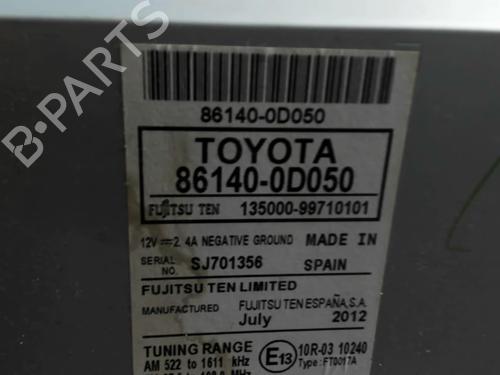 86140-0D050
TOYOTA
86140-0D050
FUJITSU TEN 135000-99710101
12V 2.4A NEGATIVE GROUND MADE IN
SERIAL NO. SJ701356 SPAIN
FUJITSU TEN LIMITED
MANUFACTURED FUJITSU TEN ESPAÑA,S.A.
July 2012
TUNING RANGE E13 10R-03 10240
AM 522 to 1611 kHz Type: FT0017A
B-PARTS